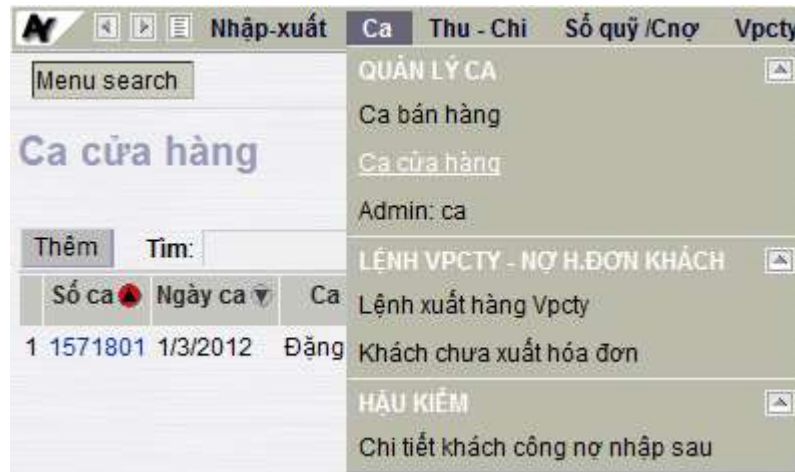 Nhập-xuất Ca Thu - Chi Sổ quỹ /Cnợ Vpcty
Menu search
Ca cửa hàng
Thêm Tìm:
Số ca Ngày ca Ca
1 1571801 1/3/2012 Đặng
QUẢN LÝ CA
Ca bán hàng
Ca cửa hàng
Admin: ca
LỆNH VPCTY - NỢ H.ĐƠN KHÁCH
Lệnh xuất hàng Vpcty
Khách chưa xuất hóa đơn
HẬU KIỂM
Chi tiết khách công nợ nhập sau